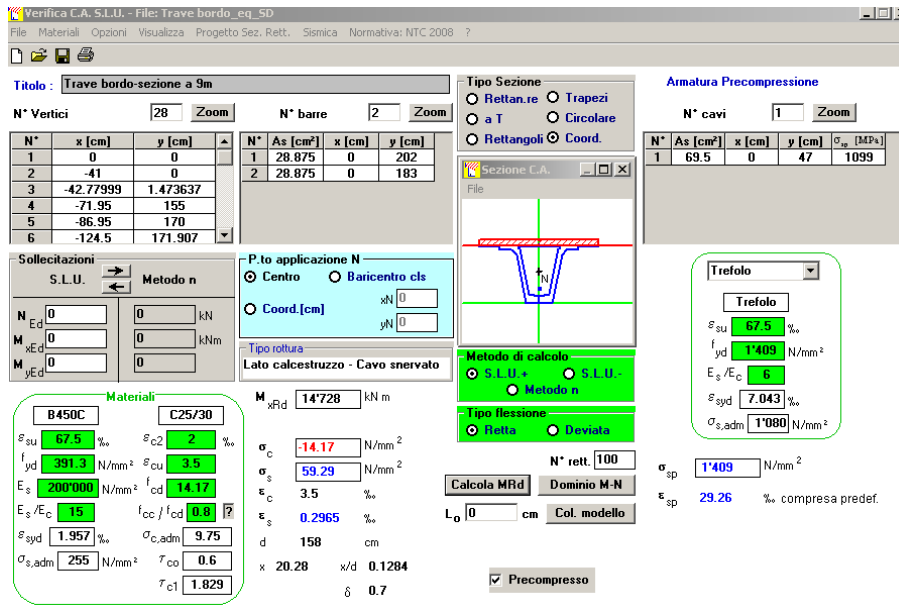 Verifica C.A. S.L.U. - File: Trave bordo_eq_SD
File Materiali Opzioni Visualizza Progetto Sez. Rett. Sismica Normativa: NTC 2008 ?
Titolo : Trave bordo-sezione a 9m
N° Vertici 28 Zoom
N° x [cm] y [cm]
1 0 0
2 -41 0
3 -42.77999 1.473637
4 -71.95 155
5 -86.95 170
6 -124.5 171.907
N° barre 2 Zoom
N° As [cm²] x [cm] y [cm]
1 28.875 0 202
2 28.875 0 183
Tipo Sezione
Rettan.re Trapezi
a T Circolare
Rettangoli Coord.
Armatura Precompressione
N° cavi 1 Zoom
N° As [cm²] x [cm] y [cm] σsp [MPa]
1 69.5 0 47 1099
Sezione C.A.
File
N
Sollecitazioni
S.L.U. Metodo n
N Ed 0 0 kN
M xEd 0 0 kNm
M yEd 0 0
P.to applicazione N
Centro Baricentro cls
Coord.[cm] xN 0
yN 0
Tipo rottura
Lato calcestruzzo - Cavo snervato
Metodo di calcolo
S.L.U.+ S.L.U.-
Metodo n
Tipo flessione
Retta Deviata
Trefolo
Trefolo
εsu 67.5 ‰
fyd 1'409 N/mm²
Es/Ec 6
εsyd 7.043 ‰
σs,adm 1'080 N/mm²
Materiali
B450C C25/30
εsu 67.5 ‰ εc2 2 ‰
fyd 391.3 N/mm² εcu 3.5
Es 200'000 N/mm² fcd 14.17
Es/Ec 15 fcc / fcd 0.8 ?
εsyd 1.957 ‰ σc,adm 9.75
σs,adm 255 N/mm² τco 0.6
τc1 1.829
M xRd 14'728 kN m
σc -14.17 N/mm²
σs 59.29 N/mm²
εc 3.5 ‰
εs 0.2965 ‰
d 158 cm
x 20.28 x/d 0.1284
δ 0.7
N° rett. 100
Calcola MRd Dominio M-N
Lo 0 cm Col. modello
Precompresso
σsp 1'409 N/mm²
εsp 29.26 ‰ compresa predef.